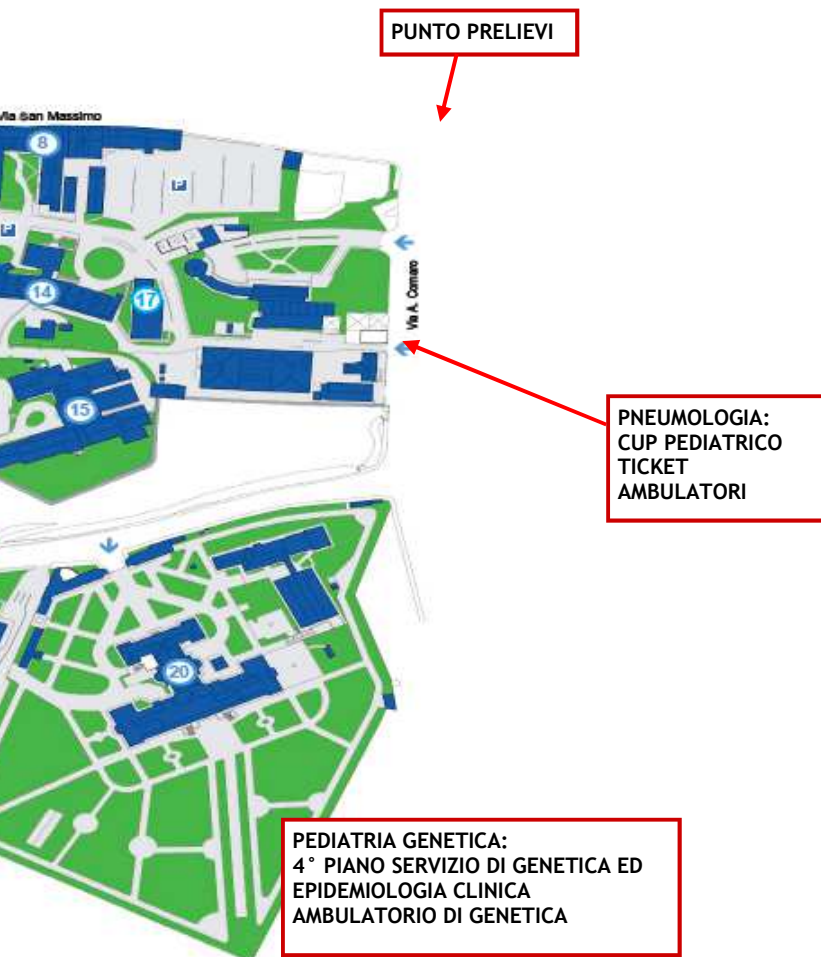 PUNTO PRELIEVI
Via San Massimo
8
P
P
14
17
Via A. Cornaro
15
PNEUMOLOGIA:
CUP PEDIATRICO
TICKET
AMBULATORI
20
PEDIATRIA GENETICA:
4° PIANO SERVIZIO DI GENETICA ED
EPIDEMIOLOGIA CLINICA
AMBULATORIO DI GENETICA